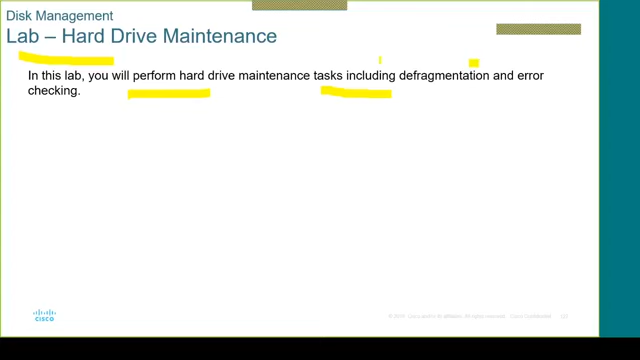 Disk Management
Lab – Hard Drive Maintenance
In this lab, you will perform hard drive maintenance tasks including defragmentation and error
checking.
CISCO